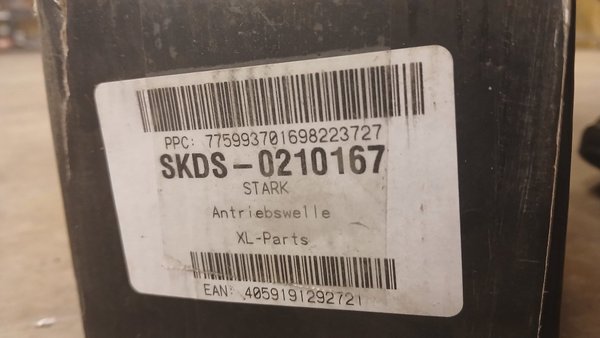 PPC: 775993701698223727
SKDS-0210167
STARK
Antriebswelle
XL-Parts
EAN: 4059191292721